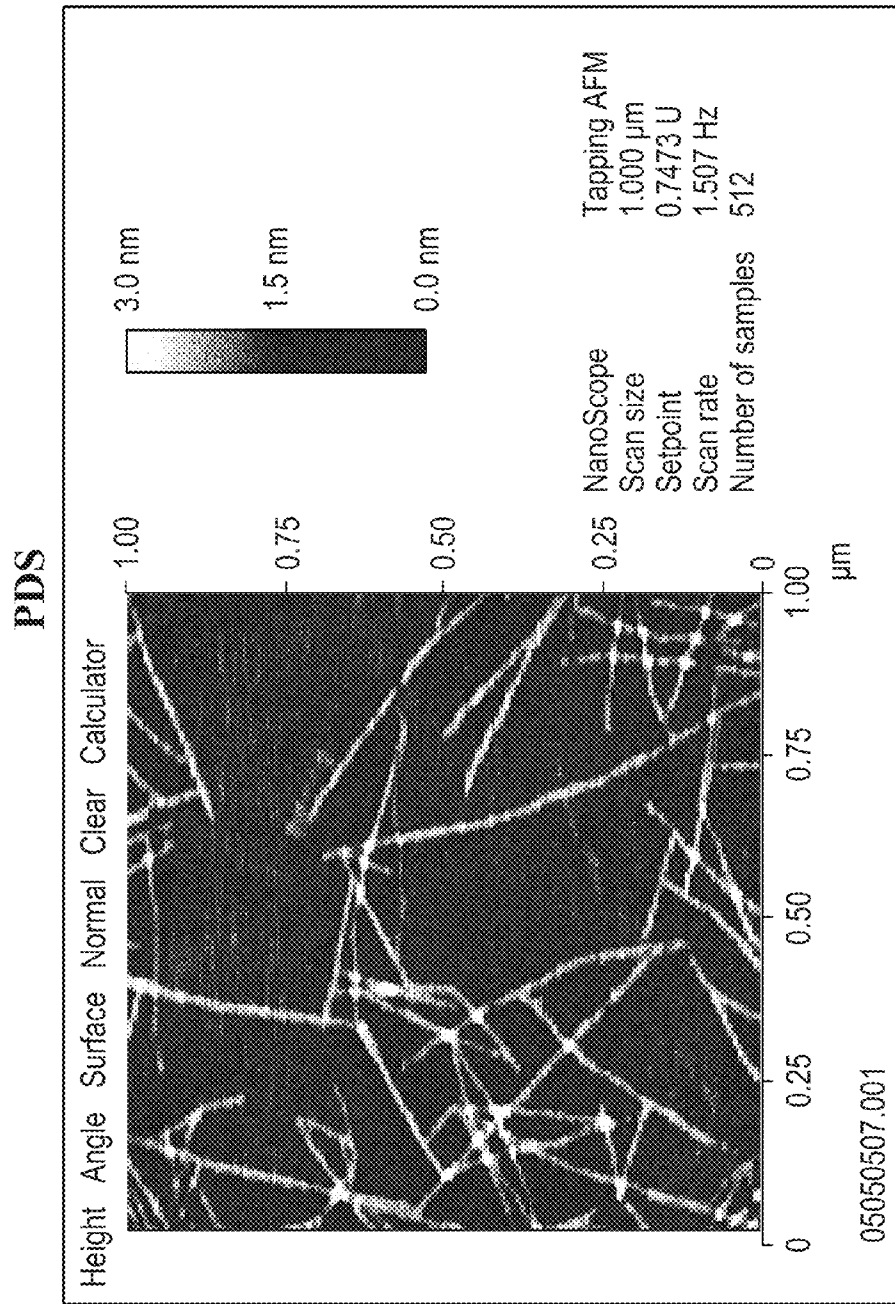 PDS
Height Angle Surface Normal Clear Calculator
3.0 nm
1.5 nm
0.0 nm
1.00
0.75
0.50
0.25
0
0
0.25
0.50
0.75
1.00
µm
NanoScope Tapping AFM
Scan size 1.000 µm
Setpoint 0.7473 U
Scan rate 1.507 Hz
Number of samples 512
05050507.001